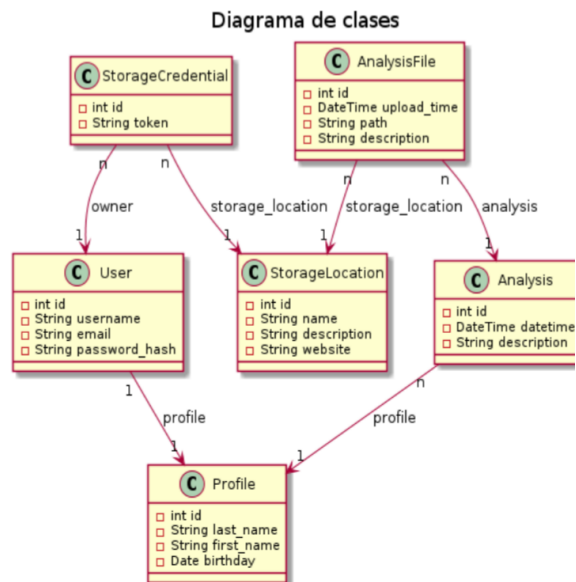 Diagrama de clases
C StorageCredential
int id
String token
C AnalysisFile
int id
DateTime upload_time
String path
String description
n
n
n
n
owner
storage_location
storage_location
analysis
1
1
1
1
C User
int id
String username
String email
String password_hash
C StorageLocation
int id
String name
String description
String website
C Analysis
int id
DateTime datetime
String description
1
n
profile
profile
1
1
C Profile
int id
String last_name
String first_name
Date birthday